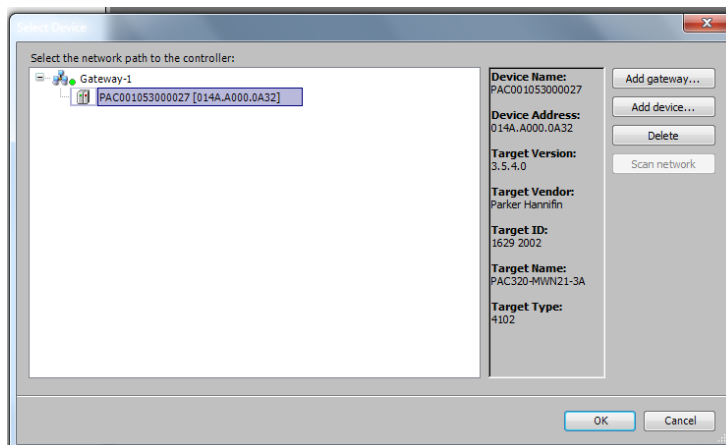 Select Device
Select the network path to the controller:
Gateway-1
PAC001053000027 [014A.A000.0A32]
Device Name:
PAC001053000027
Device Address:
014A.A000.0A32
Target Version:
3.5.4.0
Target Vendor:
Parker Hannifin
Target ID:
1629 2002
Target Name:
PAC320-MWN21-3A
Target Type:
4102
Add gateway...
Add device...
Delete
Scan network
OK
Cancel